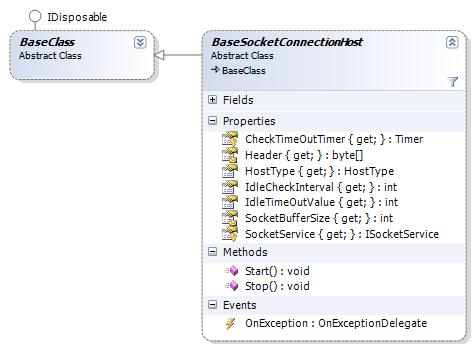 IDisposable
BaseClass
Abstract Class
BaseSocketConnectionHost
Abstract Class
BaseClass
Fields
Properties
CheckTimeOutTimer { get; } : Timer
Header { get; } : byte[]
HostType { get; } : HostType
IdleCheckInterval { get; } : int
IdleTimeOutValue { get; } : int
SocketBufferSize { get; } : int
SocketService { get; } : ISocketService
Methods
Start() : void
Stop() : void
Events
OnException : OnExceptionDelegate